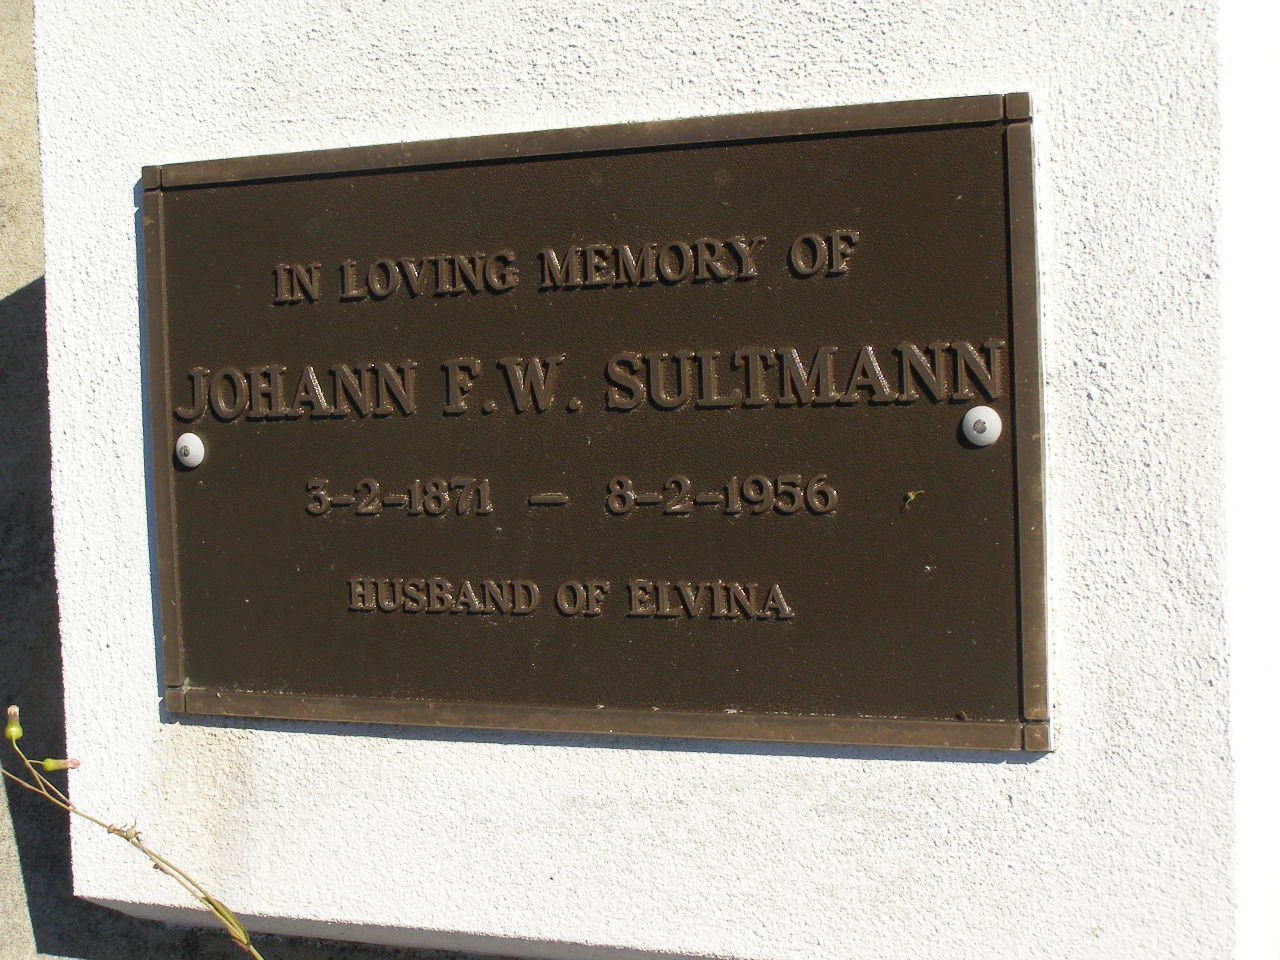 IN LOVING MEMORY OF
JOHANN F.W. SULTMANN
3-2-1871 – 8-2-1956
HUSBAND OF ELVINA